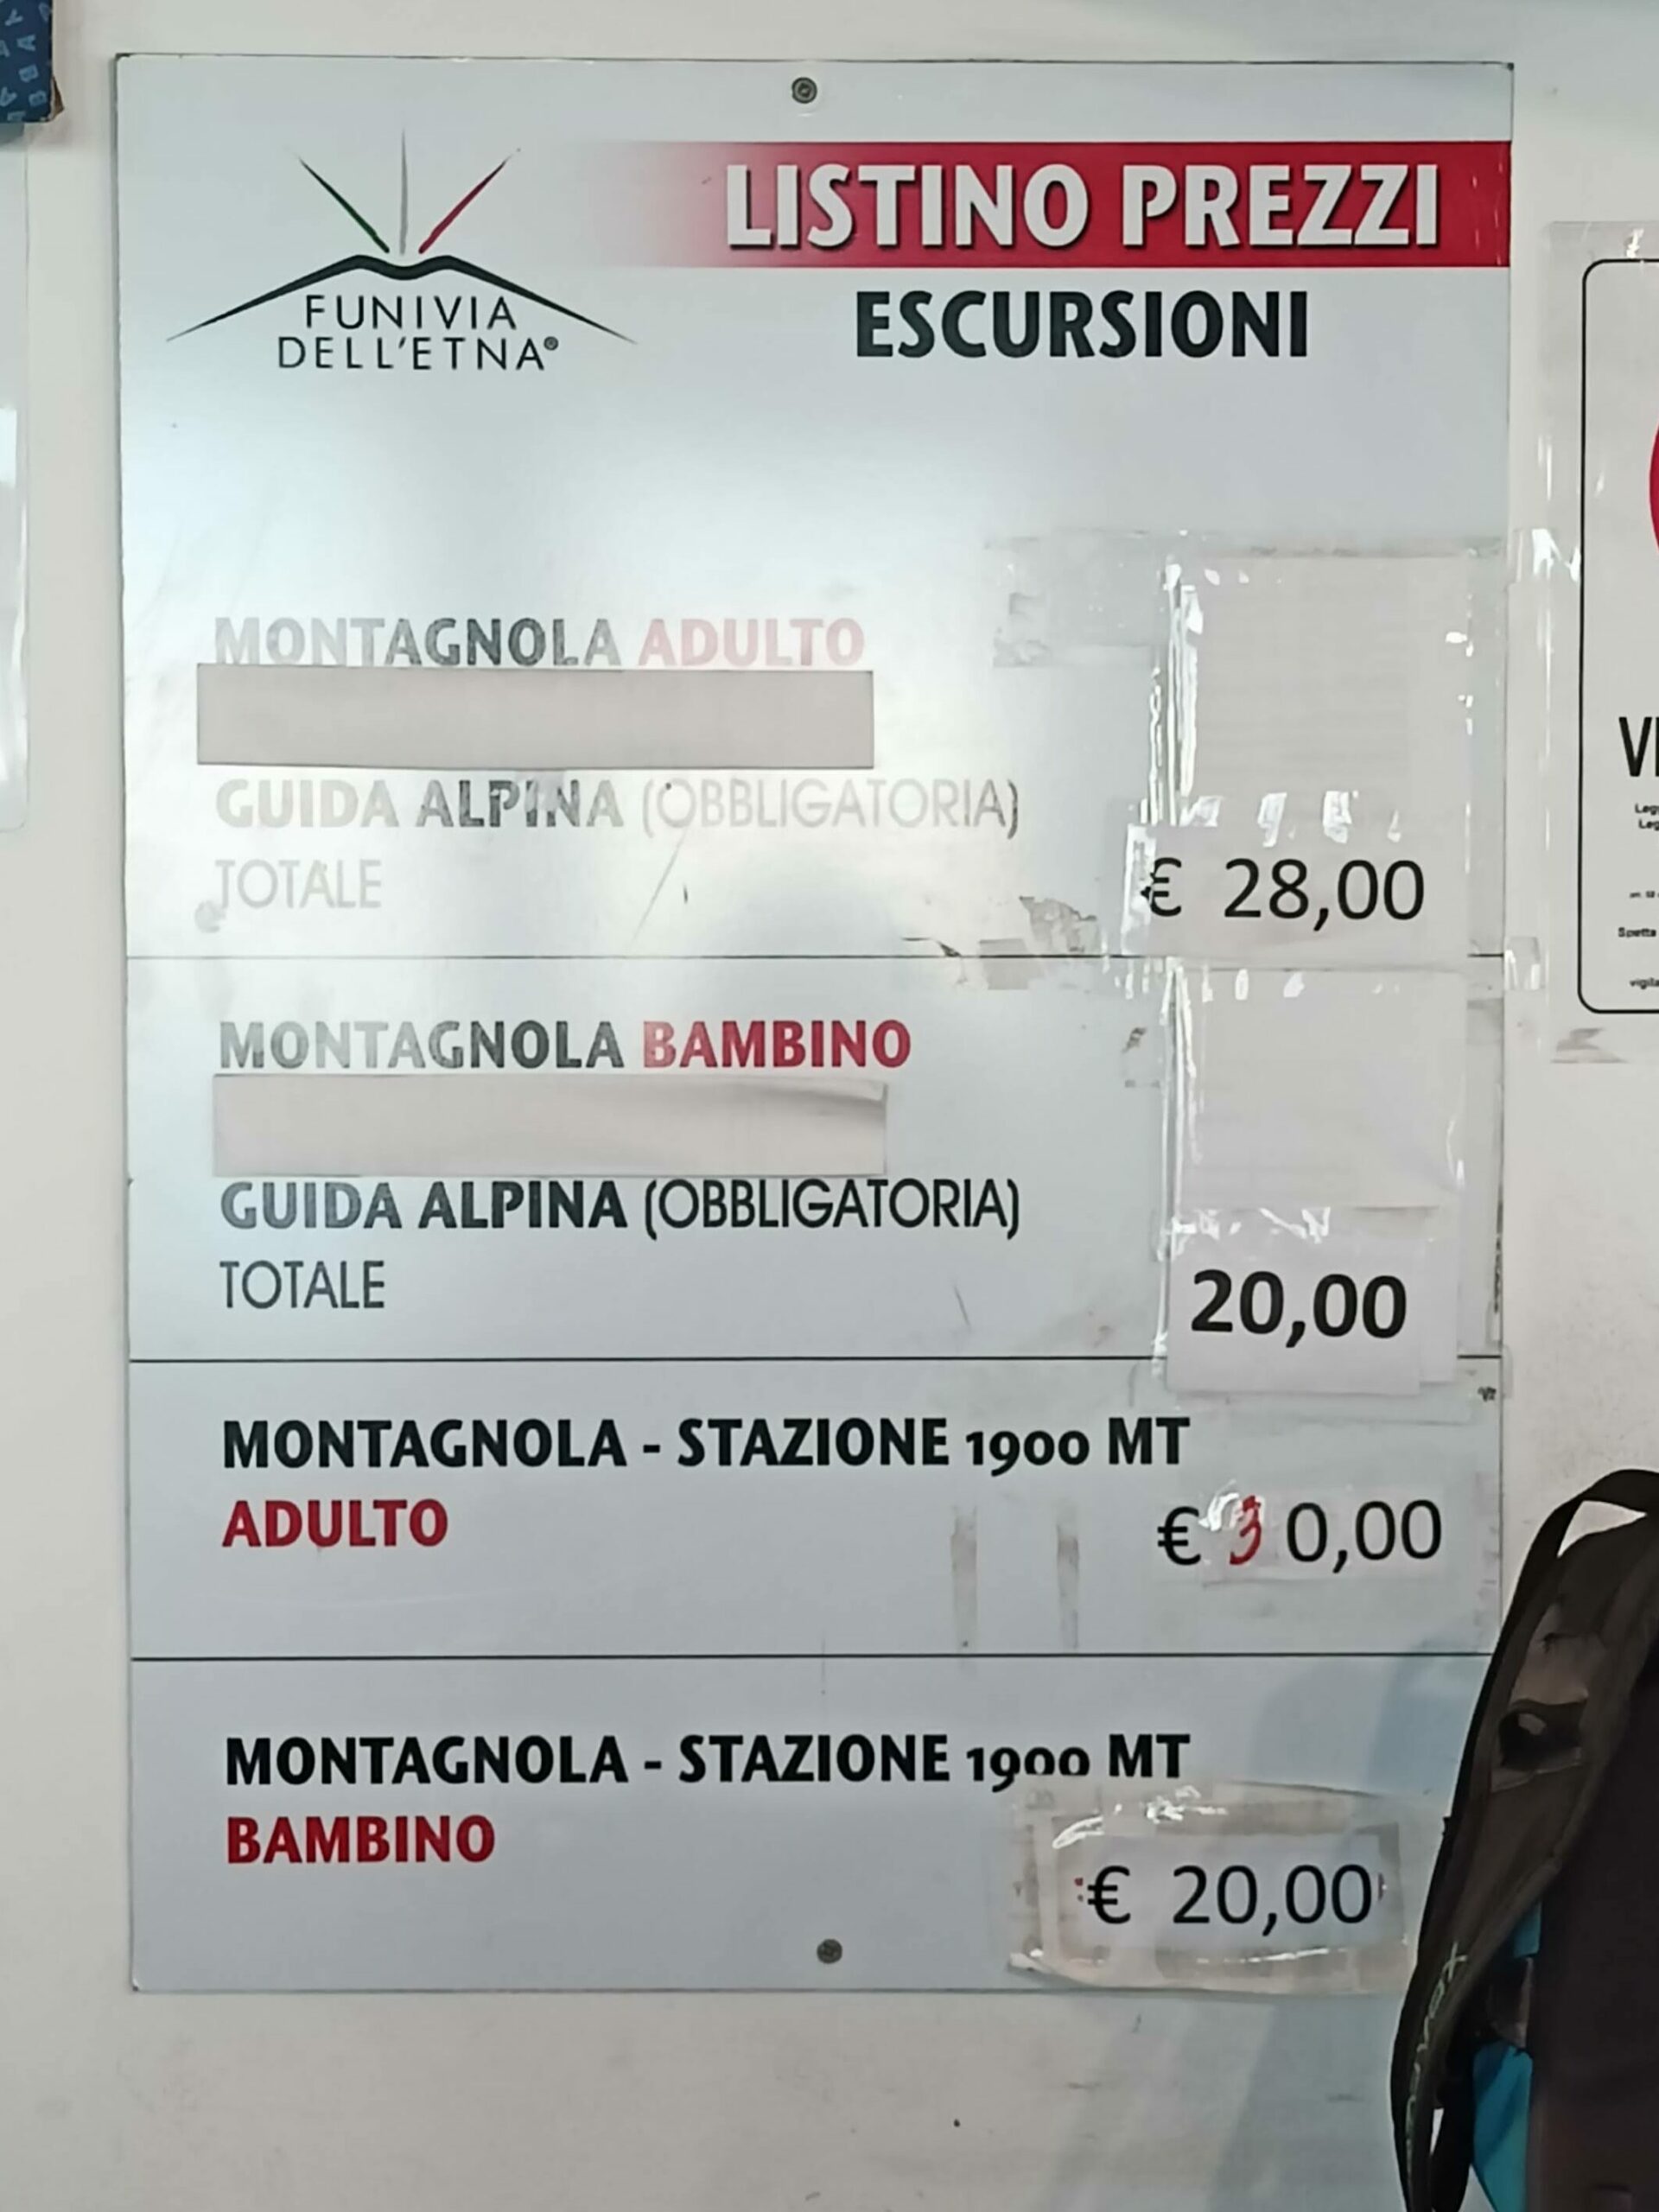 FUNIVIA
DELL'ETNA®
LISTINO PREZZI
ESCURSIONI
MONTAGNOLA ADULTO
GUIDA ALPINA (OBBLIGATORIA)
TOTALE
€ 28,00
MONTAGNOLA BAMBINO
GUIDA ALPINA (OBBLIGATORIA)
TOTALE
20,00
MONTAGNOLA - STAZIONE 1900 MT
ADULTO
€ 30,00
MONTAGNOLA - STAZIONE 1900 MT
BAMBINO
€ 20,00